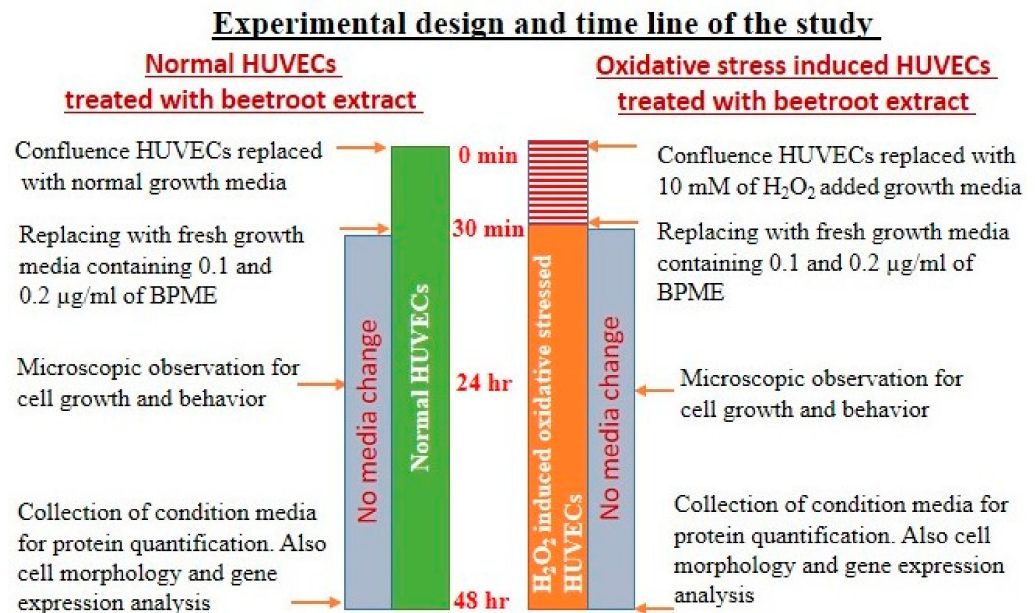 Experimental design and time line of the study
Normal HUVECs
treated with beetroot extract
Confluence HUVECs replaced
with normal growth media
Replacing with fresh growth
media containing 0.1 and
0.2 µg/ml of BPME
Microscopic observation for
cell growth and behavior
Collection of condition media
for protein quantification. Also
cell morphology and gene
expression analysis
No media change
Normal HUVECs
0 min
30 min
24 hr
48 hr
Oxidative stress induced HUVECs
treated with beetroot extract
H₂O₂ induced oxidative stressed
HUVECs
No media change
Confluence HUVECs replaced with
10 mM of H₂O₂ added growth media
Replacing with fresh growth media
containing 0.1 and 0.2 µg/ml of
BPME
Microscopic observation for
cell growth and behavior
Collection of condition media for
protein quantification. Also cell
morphology and gene expression
analysis